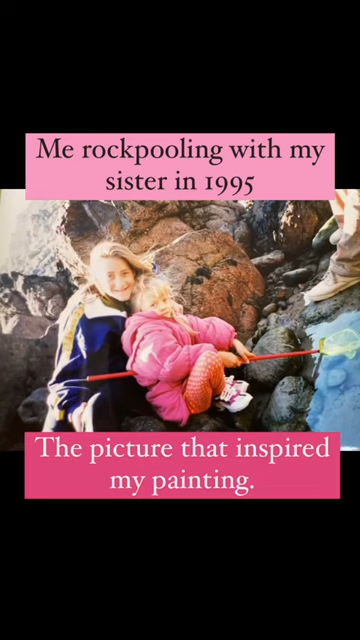 Me rockpooling with my
sister in 1995
The picture that inspired
my painting.